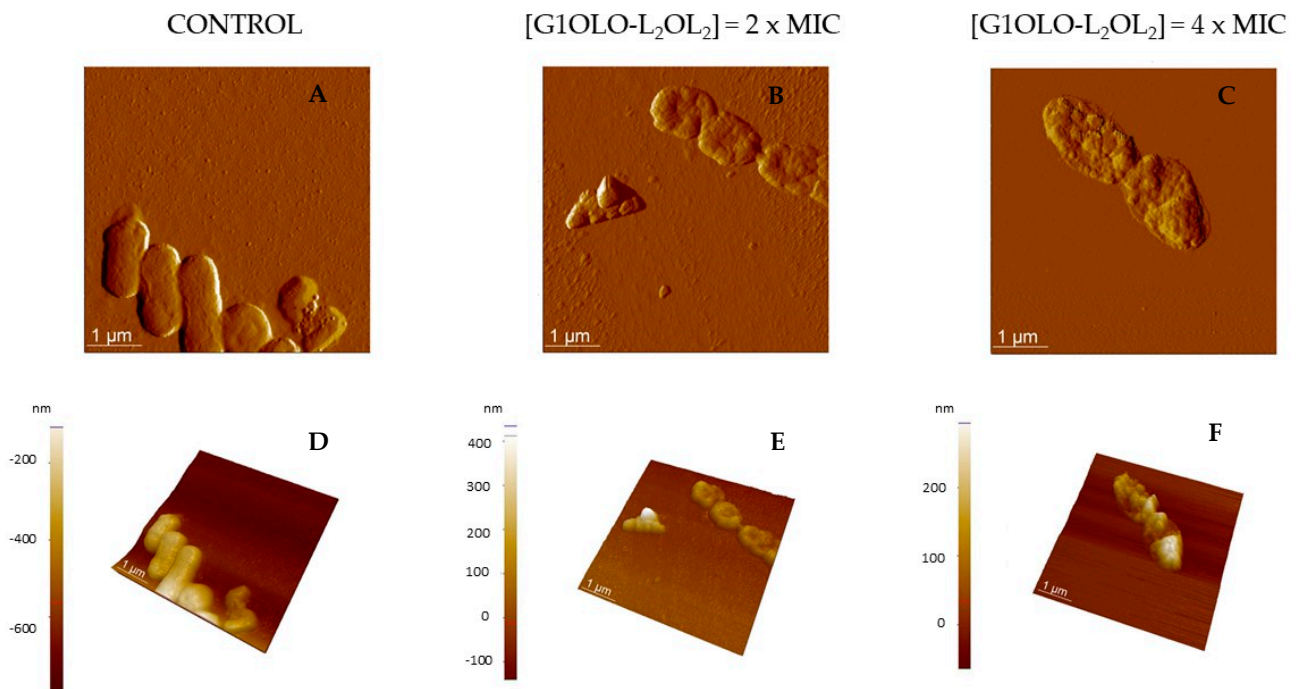 CONTROL
[G1OLO-L₂OL₂] = 2 x MIC
[G1OLO-L₂OL₂] = 4 x MIC
A
B
C
1 µm
1 µm
1 µm
nm
nm
nm
D
E
F
-200
-400
-600
1 µm
400
300
200
100
0
-100
1 µm
200
100
0
1 µm